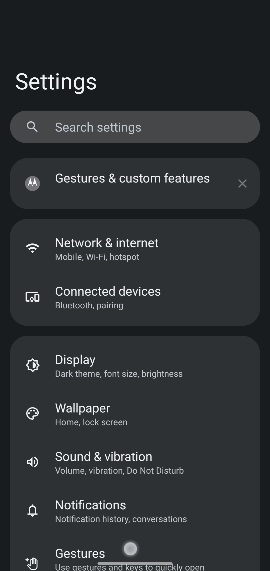 Settings
Search settings
Gestures & custom features
Network & internet
Mobile, Wi-Fi, hotspot
Connected devices
Bluetooth, pairing
Display
Dark theme, font size, brightness
Wallpaper
Home, lock screen
Sound & vibration
Volume, vibration, Do Not Disturb
Notifications
Notification history, conversations
Gestures
Use gestures and keys to quickly open